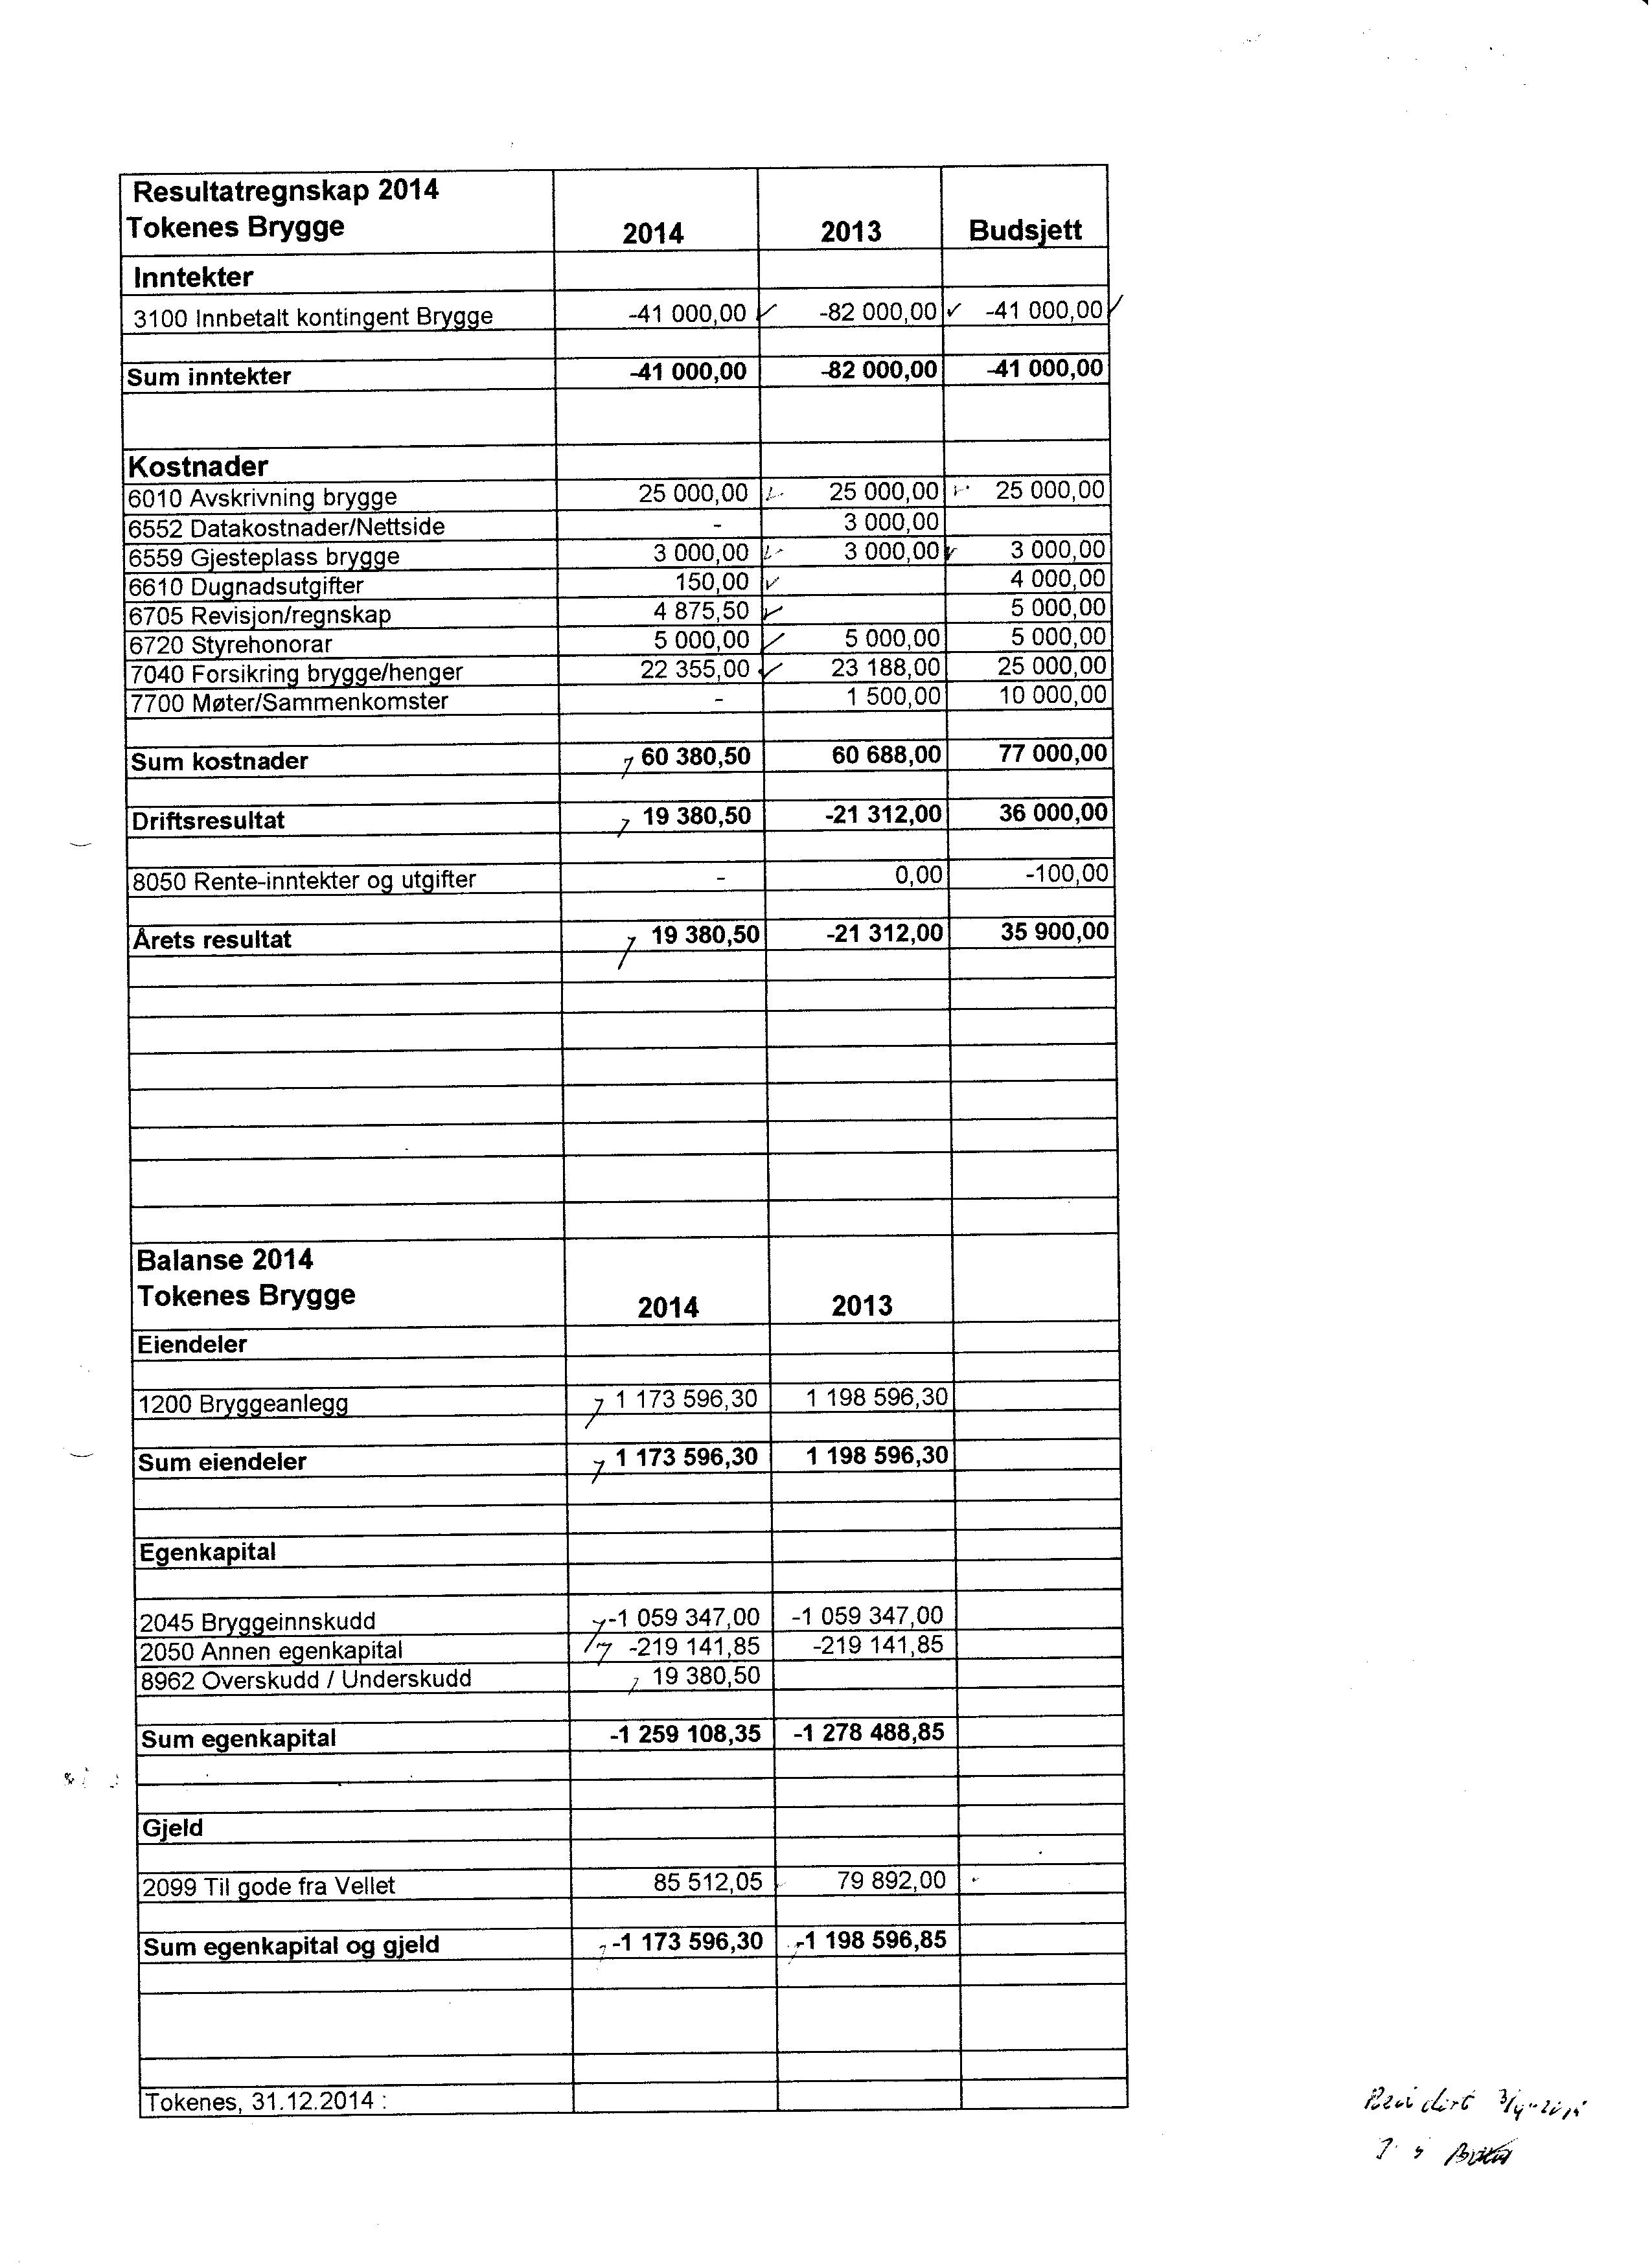 Resultatregnskap 2014
Tokenes Brygge 2014 2013 Budsjett
Inntekter
3100 Innbetalt kontingent Brygge -41 000,00 -82 000,00 -41 000,00
Sum inntekter -41 000,00 -82 000,00 -41 000,00
Kostnader
6010 Avskrivning brygge 25 000,00 25 000,00 25 000,00
6552 Datakostnader/Nettside - 3 000,00
6559 Gjesteplass brygge 3 000,00 3 000,00 3 000,00
6610 Dugnadsutgifter 150,00 4 000,00
6705 Revisjon/regnskap 4 875,50 5 000,00
6720 Styrehonorar 5 000,00 5 000,00 5 000,00
7040 Forsikring brygge/henger 22 355,00 23 188,00 25 000,00
7700 Møter/Sammenkomster - 1 500,00 10 000,00
Sum kostnader 60 380,50 60 688,00 77 000,00
Driftsresultat 19 380,50 -21 312,00 36 000,00
8050 Rente-inntekter og utgifter - 0,00 -100,00
Årets resultat 19 380,50 -21 312,00 35 900,00
Balanse 2014
Tokenes Brygge 2014 2013
Eiendeler
1200 Bryggeanlegg 1 173 596,30 1 198 596,30
Sum eiendeler 1 173 596,30 1 198 596,30
Egenkapital
2045 Bryggeinnskudd -1 059 347,00 -1 059 347,00
2050 Annen egenkapital -219 141,85 -219 141,85
8962 Overskudd / Underskudd 19 380,50
Sum egenkapital -1 259 108,35 -1 278 488,85
Gjeld
2099 Til gode fra Vellet 85 512,05 79 892,00
Sum egenkapital og gjeld -1 173 596,30 -1 198 596,85
Tokenes, 31.12.2014 :